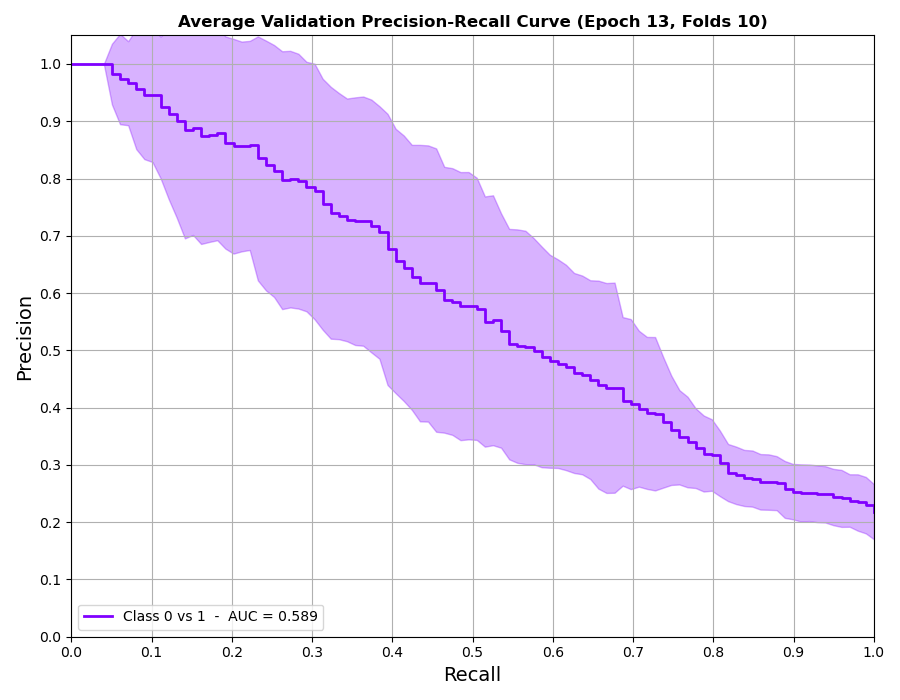 Average Validation Precision-Recall Curve (Epoch 13, Folds 10)
Precision
1.0
0.9
0.8
0.7
0.6
0.5
0.4
0.3
0.2
0.1
0.0
Class 0 vs 1 - AUC = 0.589
0.0 0.1 0.2 0.3 0.4 0.5 0.6 0.7 0.8 0.9 1.0
Recall